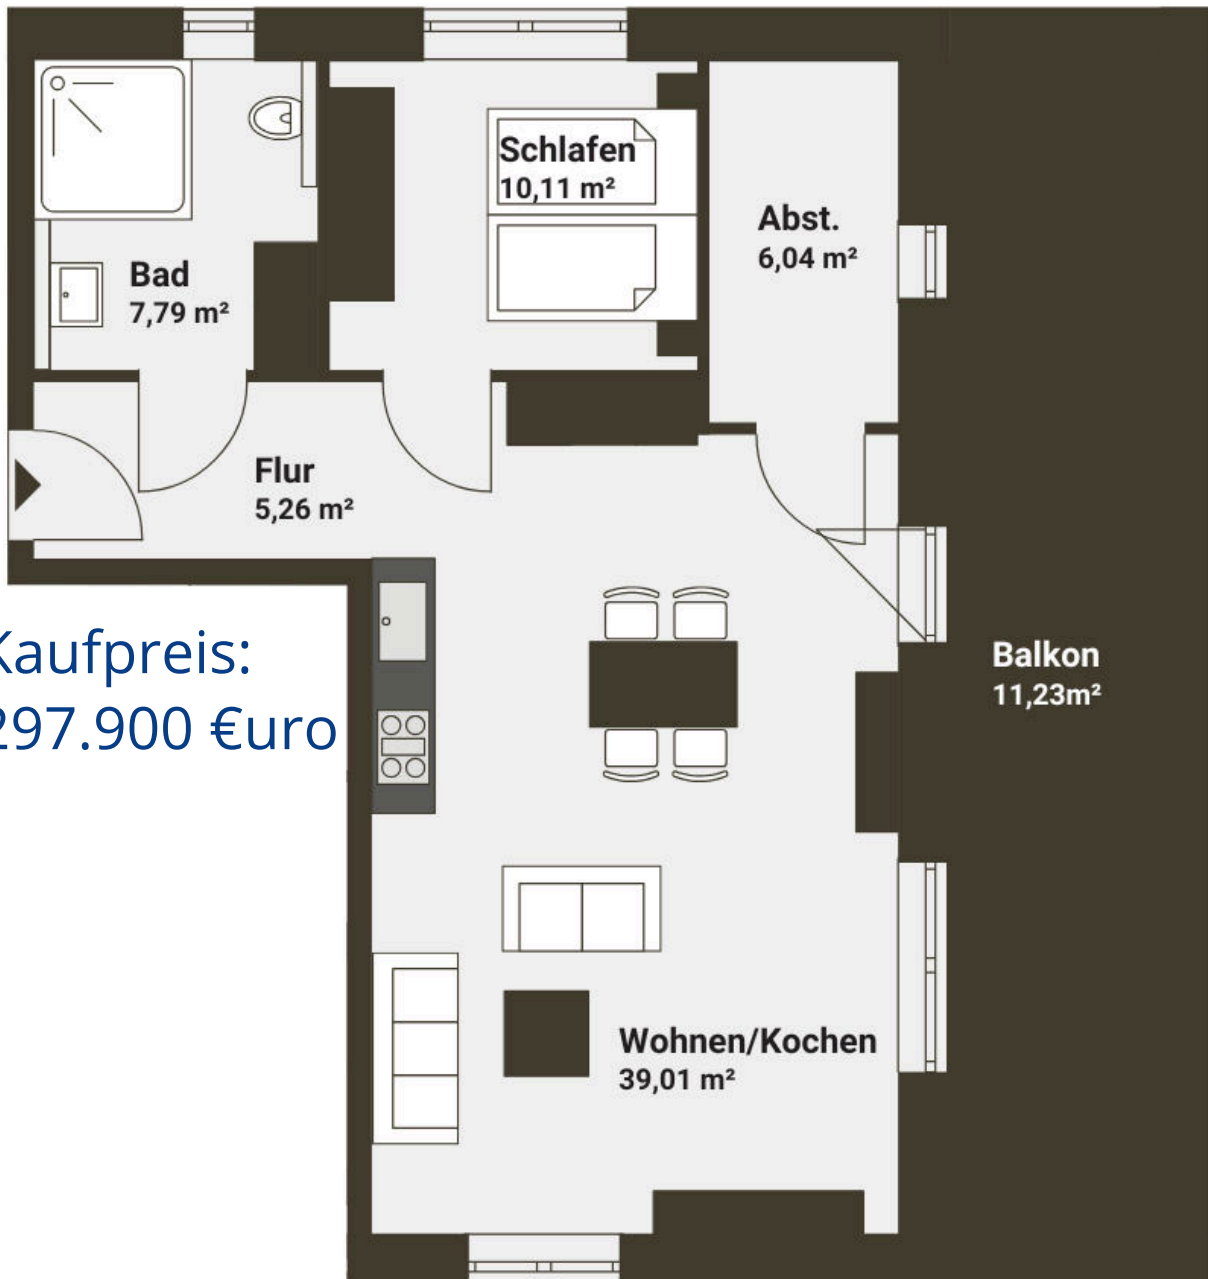 Schlafen
10,11 m²
Abst.
6,04 m²
Bad
7,79 m²
Flur
5,26 m²
Kaufpreis:
297.900 €uro
Balkon
11,23m²
Wohnen/Kochen
39,01 m²